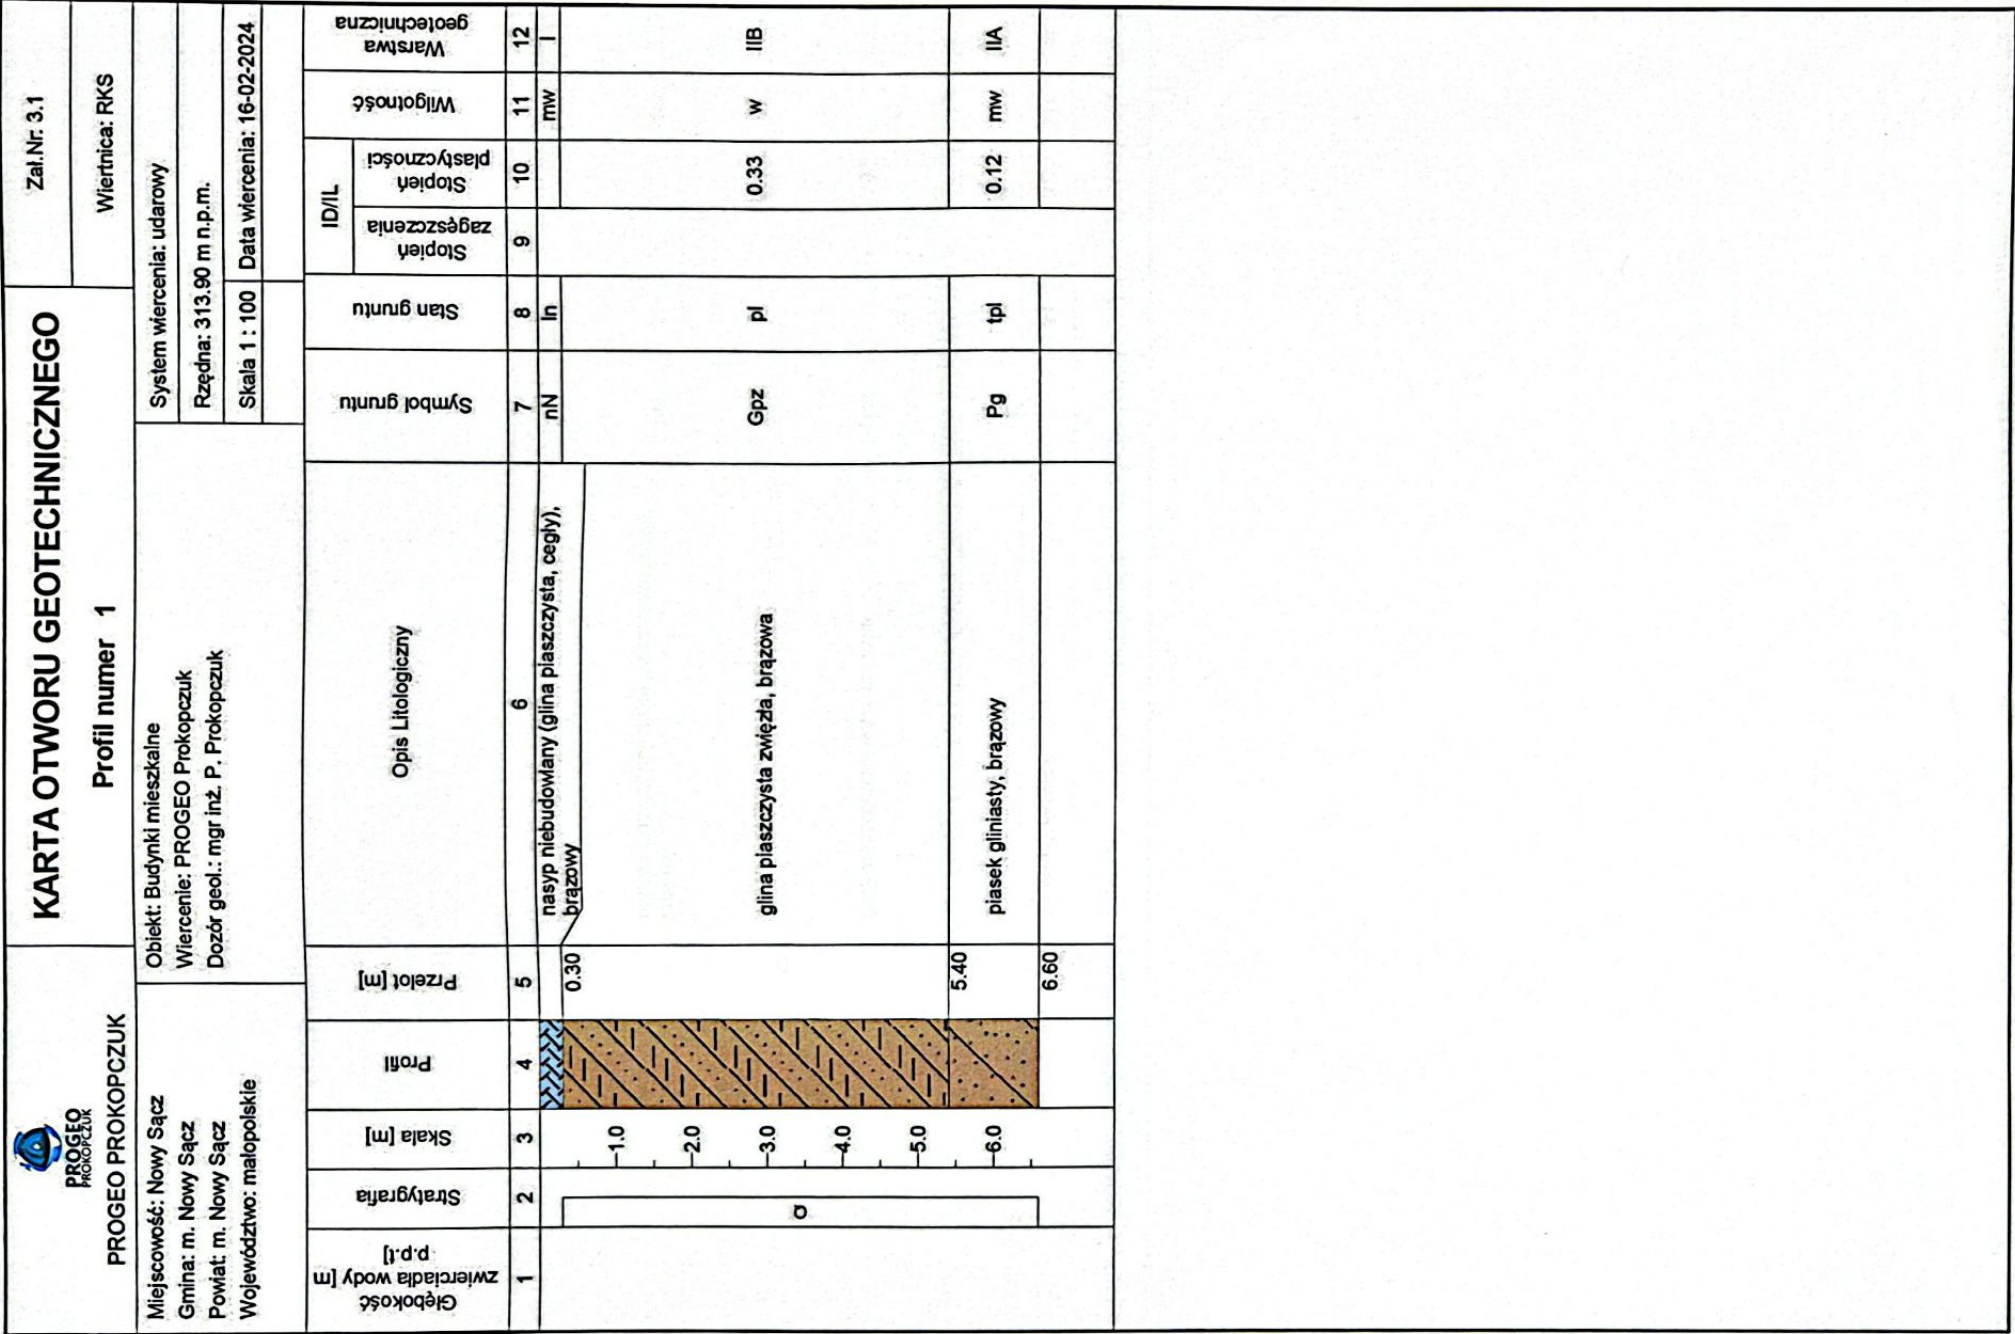 PROGEO
PROKOPCZUK
PROGEO PROKOPCZUK
KARTA OTWORU GEOTECHNICZNEGO
Profil numer 1
Zał.Nr: 3.1
Wiertnica: RKS
Miejscowość: Nowy Sącz
Gmina: m. Nowy Sącz
Powiat: m. Nowy Sącz
Województwo: małopolskie
Obiekt: Budynki mieszkalne
Wiercenie: PROGEO Prokopczuk
Dozór geol.: mgr inż. P. Prokopczuk
System wiercenia: udarowy
Rzędna: 313.90 m n.p.m.
Skala 1 : 100 Data wiercenia: 16-02-2024
Głębokość
zwierciadła wody [m
p.p.t]
Stratygrafia
Skala [m]
Profil
Przelot [m]
Opis Litologiczny
Symbol gruntu
Stan gruntu
ID/IL
Stopień
zagęszczenia
Stopień
plastyczności
Wilgotność
Warstwa
geotechniczna
1 2 3 4 5 6 7 8 9 10 11 12
nasyp niebudowlany (glina piaszczysta, cegły), nN ln mw I
brązowy
0.30
1.0
2.0
3.0
Q glina piaszczysta zwięzła, brązowa Gpz pl 0.33 w IIB
4.0
5.0
5.40
6.0 piasek gliniasty, brązowy Pg tpl 0.12 mw IIA
6.60